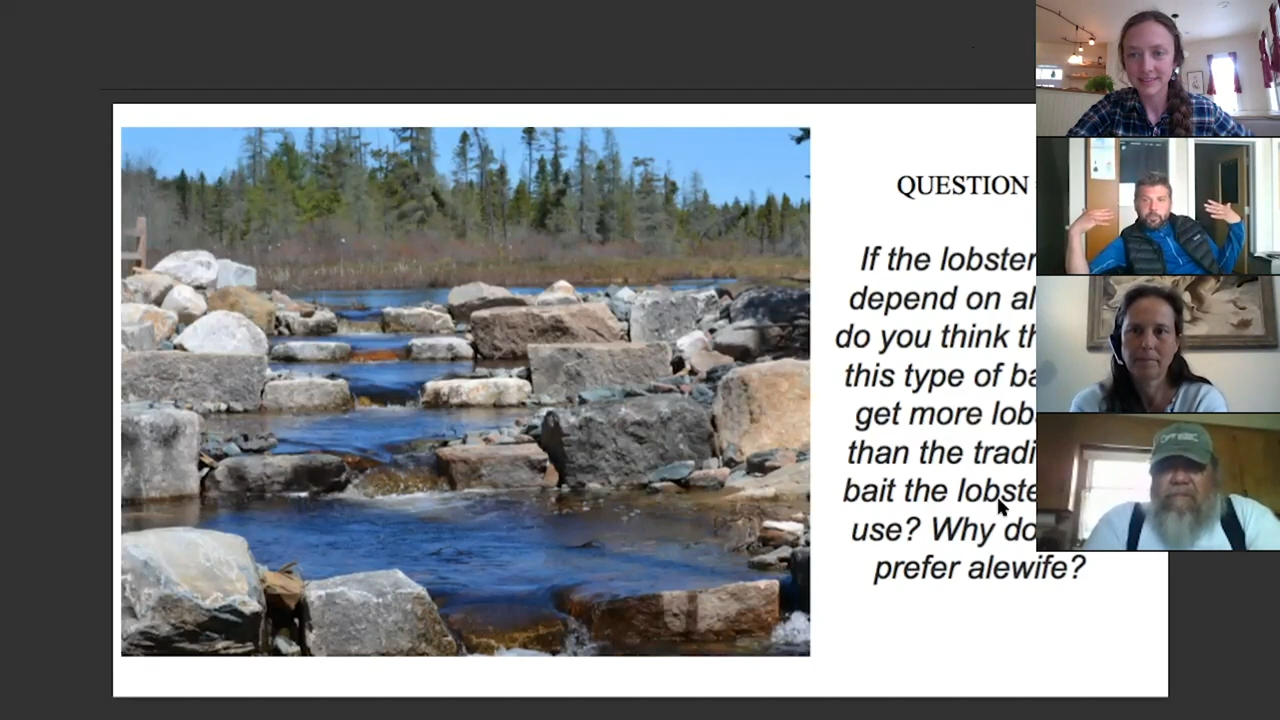 QUESTION
If the lobster
depend on al
do you think th
this type of ba
get more lob
than the tradi
bait the lobste
use? Why do
prefer alewife?